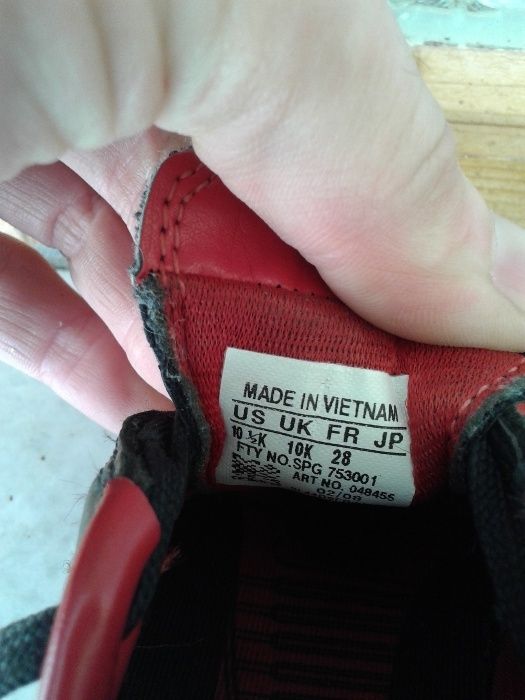 MADE IN VIETNAM
US UK FR JP
10 ½K 10K 28
FTY NO.SPG 753001
ART NO. 048455
02/08